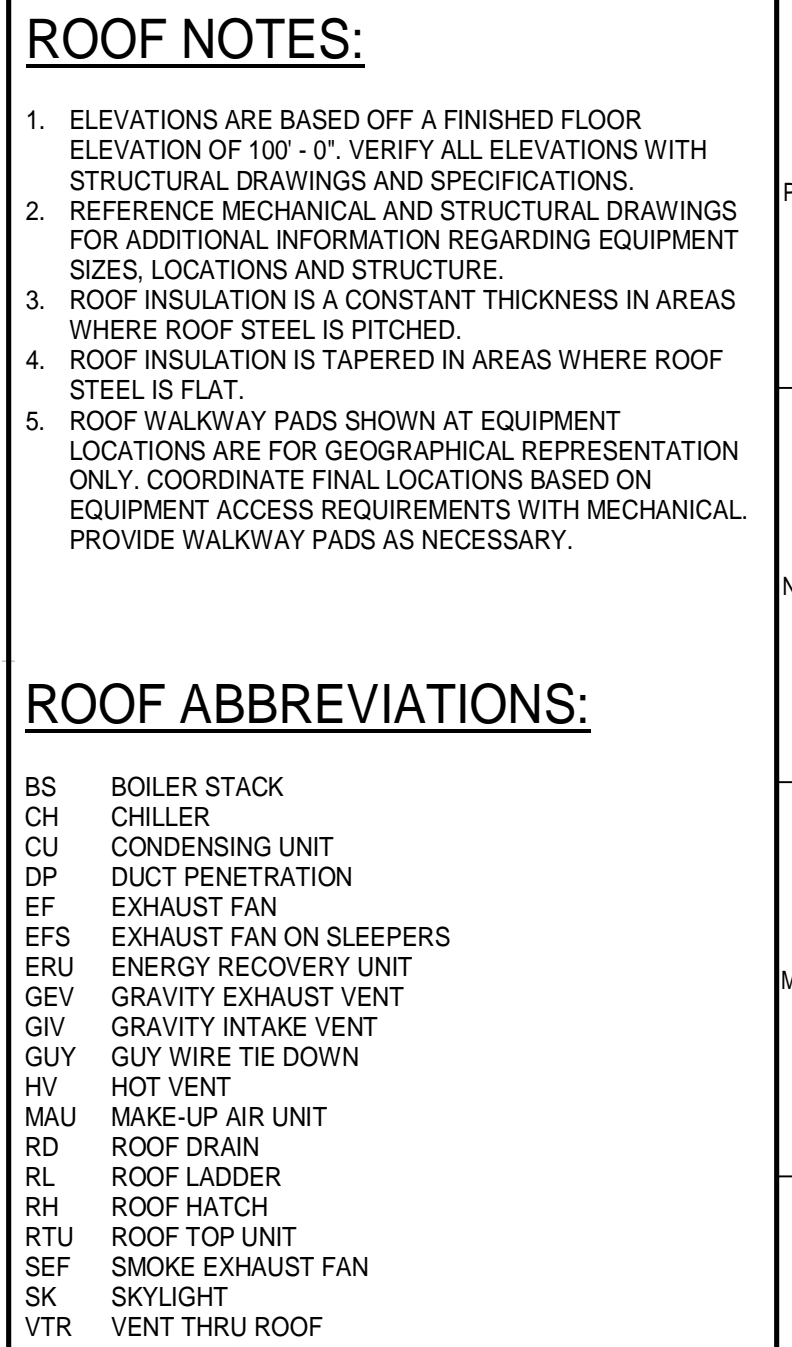 ROOF NOTES:
1. ELEVATIONS ARE BASED OFF A FINISHED FLOOR
ELEVATION OF 100' - 0". VERIFY ALL ELEVATIONS WITH
STRUCTURAL DRAWINGS AND SPECIFICATIONS.
2. REFERENCE MECHANICAL AND STRUCTURAL DRAWINGS
FOR ADDITIONAL INFORMATION REGARDING EQUIPMENT
SIZES, LOCATIONS AND STRUCTURE.
3. ROOF INSULATION IS A CONSTANT THICKNESS IN AREAS
WHERE ROOF STEEL IS PITCHED.
4. ROOF INSULATION IS TAPERED IN AREAS WHERE ROOF
STEEL IS FLAT.
5. ROOF WALKWAY PADS SHOWN AT EQUIPMENT
LOCATIONS ARE FOR GEOGRAPHICAL REPRESENTATION
ONLY. COORDINATE FINAL LOCATIONS BASED ON
EQUIPMENT ACCESS REQUIREMENTS WITH MECHANICAL.
PROVIDE WALKWAY PADS AS NECESSARY.
ROOF ABBREVIATIONS:
BS BOILER STACK
CH CHILLER
CU CONDENSING UNIT
DP DUCT PENETRATION
EF EXHAUST FAN
EFS EXHAUST FAN ON SLEEPERS
ERU ENERGY RECOVERY UNIT
GEV GRAVITY EXHAUST VENT
GIV GRAVITY INTAKE VENT
GUY GUY WIRE TIE DOWN
HV HOT VENT
MAU MAKE-UP AIR UNIT
RD ROOF DRAIN
RL ROOF LADDER
RH ROOF HATCH
RTU ROOF TOP UNIT
SEF SMOKE EXHAUST FAN
SK SKYLIGHT
VTR VENT THRU ROOF